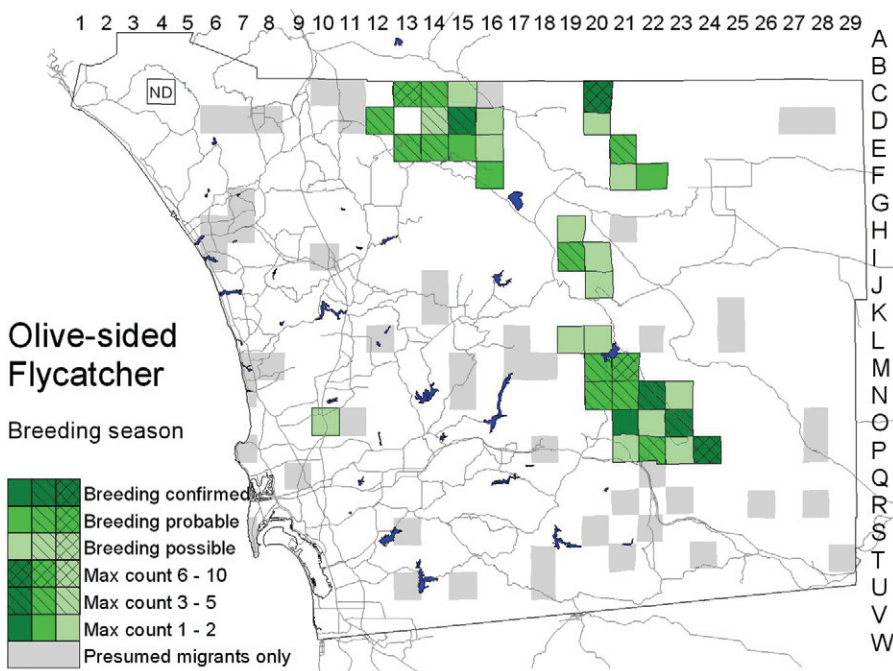 1 2 3 4 5 6 7 8 9 10 11 12 13 14 15 16 17 18 19 20 21 22 23 24 25 26 27 28 29
A
B
C
D
E
F
G
H
I
J
K
L
M
N
O
P
Q
R
S
T
U
V
W
ND
Olive-sided
Flycatcher
Breeding season
Breeding confirmed
Breeding probable
Breeding possible
Max count 6 - 10
Max count 3 - 5
Max count 1 - 2
Presumed migrants only